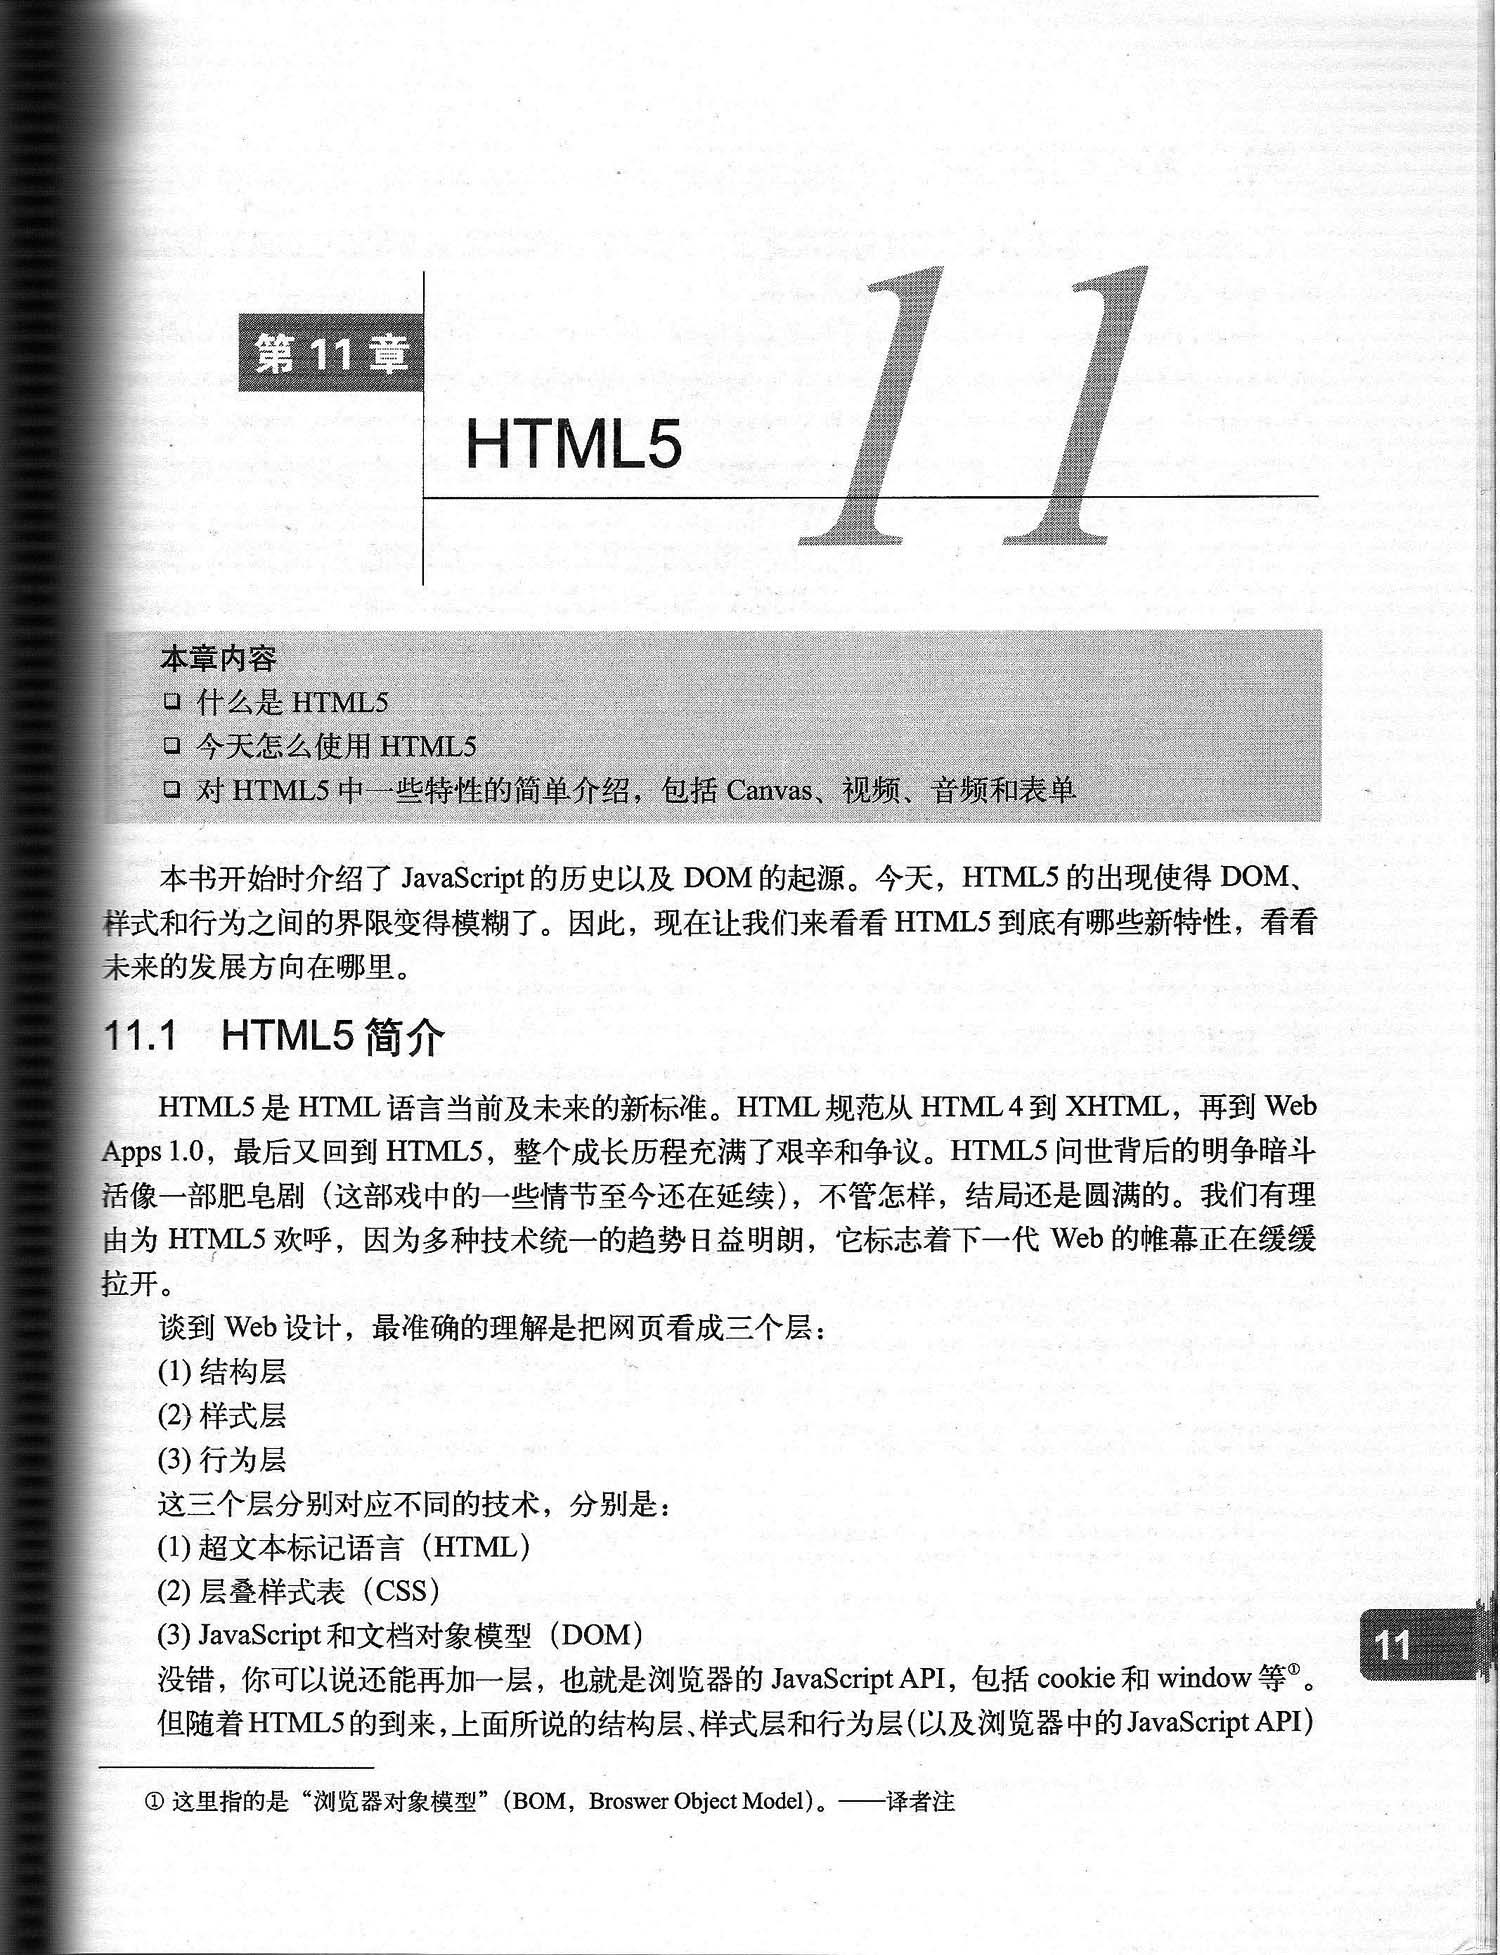 第 11 章
11
HTML5
本章内容
❑ 什么是 HTML5
❑ 今天怎么使用 HTML5
❑ 对 HTML5 中一些特性的简单介绍，包括 Canvas、视频、音频和表单
本书开始时介绍了 JavaScript 的历史以及 DOM 的起源。今天，HTML5 的出现使得 DOM、
样式和行为之间的界限变得模糊了。因此，现在让我们来看看 HTML5 到底有哪些新特性，看看
未来的发展方向在哪里。
11.1 HTML5 简介
HTML5 是 HTML 语言当前及未来的新标准。HTML 规范从 HTML 4 到 XHTML，再到 Web
Apps 1.0，最后又回到 HTML5，整个成长历程充满了艰辛和争议。HTML5 问世背后的明争暗斗
活像一部肥皂剧（这部戏中的一些情节至今还在延续），不管怎样，结局还是圆满的。我们有理
由为 HTML5 欢呼，因为多种技术统一的趋势日益明朗，它标志着下一代 Web 的帷幕正在缓缓
拉开。
谈到 Web 设计，最准确的理解是把网页看成三个层：
(1) 结构层
(2) 样式层
(3) 行为层
这三个层分别对应不同的技术，分别是：
(1) 超文本标记语言（HTML）
(2) 层叠样式表（CSS）
(3) JavaScript 和文档对象模型（DOM）
没错，你可以说还能再加一层，也就是浏览器的 JavaScript API，包括 cookie 和 window 等①。
但随着 HTML5 的到来，上面所说的结构层、样式层和行为层（以及浏览器中的 JavaScript API）
11
① 这里指的是“浏览器对象模型”（BOM，Broswer Object Model）。——译者注